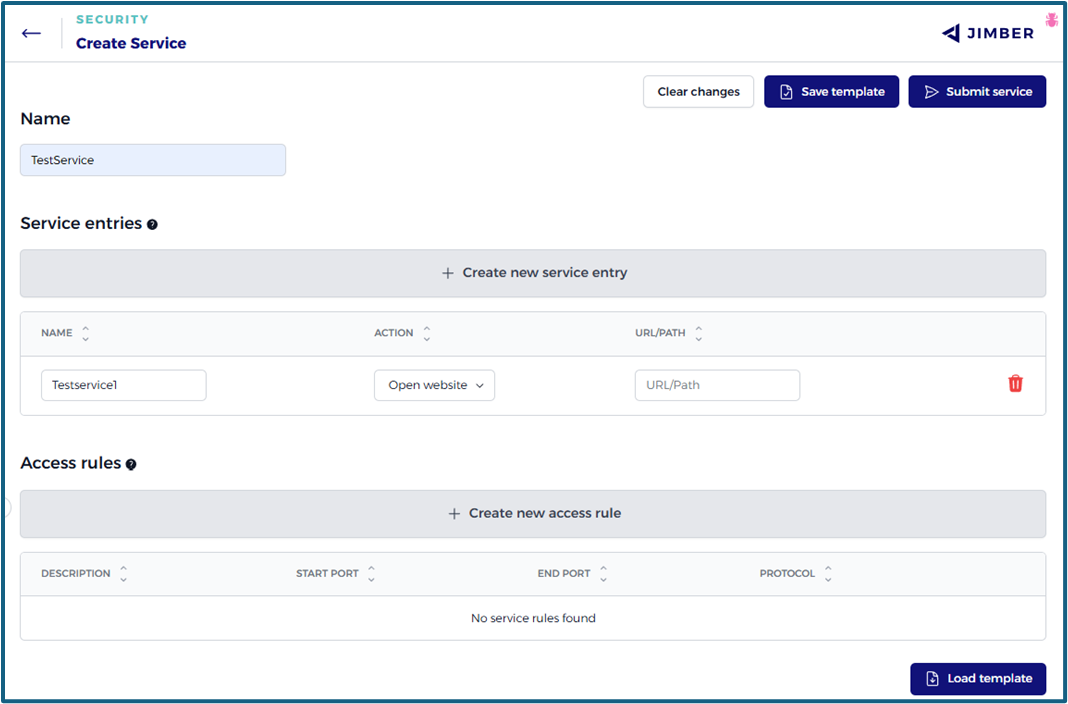 SECURITY
Create Service
JIMBER
Clear changes
Save template
Submit service
Name
TestService
Service entries
Create new service entry
NAME ACTION URL/PATH
Testservice1 Open website URL/Path
Access rules
Create new access rule
DESCRIPTION START PORT END PORT PROTOCOL
No service rules found
Load template